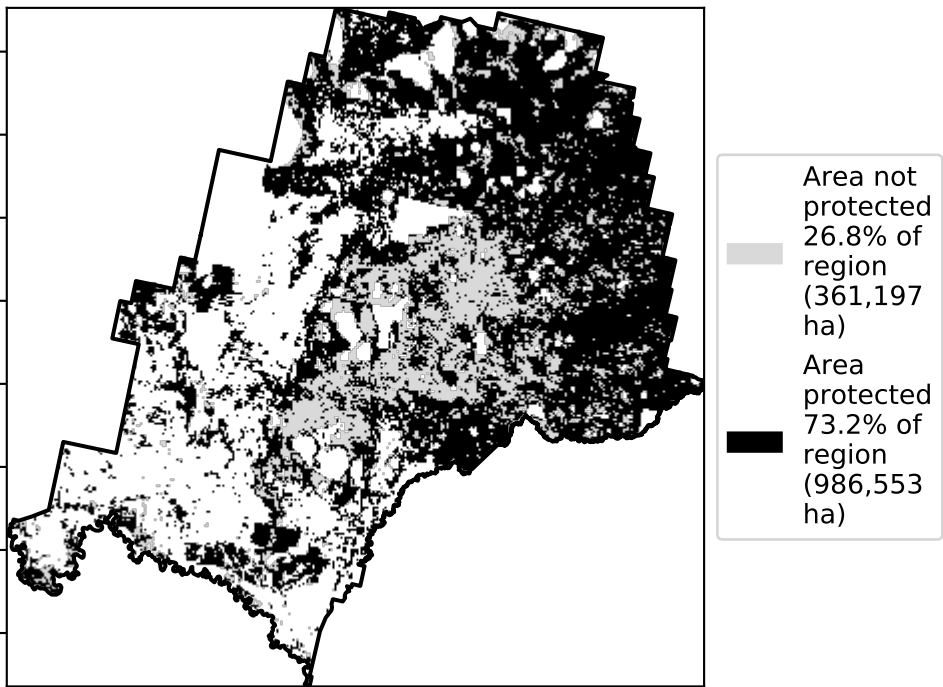 Area not
protected
26.8% of
region
(361,197
ha)
Area
protected
73.2% of
region
(986,553
ha)